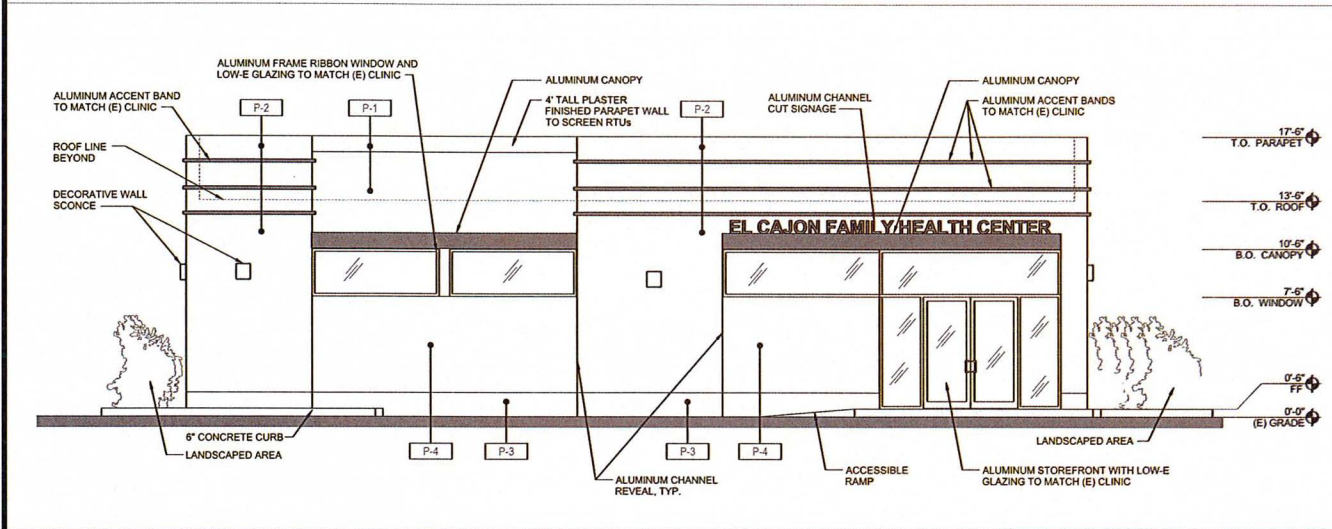 ALUMINUM FRAME RIBBON WINDOW AND
LOW-E GLAZING TO MATCH (E) CLINIC
ALUMINUM ACCENT BAND
TO MATCH (E) CLINIC
P-2
P-1
ALUMINUM CANOPY
4' TALL PLASTER
FINISHED PARAPET WALL
TO SCREEN RTUs
P-2
ALUMINUM CHANNEL
CUT SIGNAGE
ALUMINUM CANOPY
ALUMINUM ACCENT BANDS
TO MATCH (E) CLINIC
ROOF LINE
BEYOND
DECORATIVE WALL
SCONCE
17'-6"
T.O. PARAPET
13'-6"
T.O. ROOF
EL CAJON FAMILY HEALTH CENTER
10'-6"
B.O. CANOPY
7'-6"
B.O. WINDOW
0'-6"
FF
0'-0"
(E) GRADE
6" CONCRETE CURB
LANDSCAPED AREA
P-4
P-3
ALUMINUM CHANNEL
REVEAL, TYP.
P-3
P-4
ACCESSIBLE
RAMP
LANDSCAPED AREA
ALUMINUM STOREFRONT WITH LOW-E
GLAZING TO MATCH (E) CLINIC